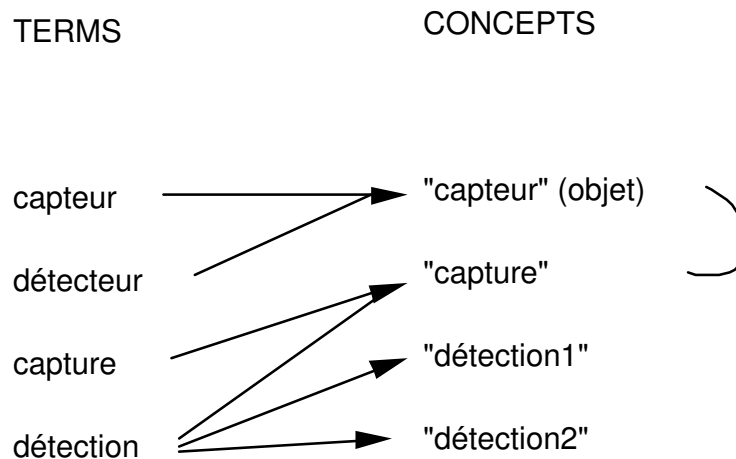 TERMS
CONCEPTS
capteur
"capteur" (objet)
détecteur
"capture"
capture
"détection1"
détection
"détection2"